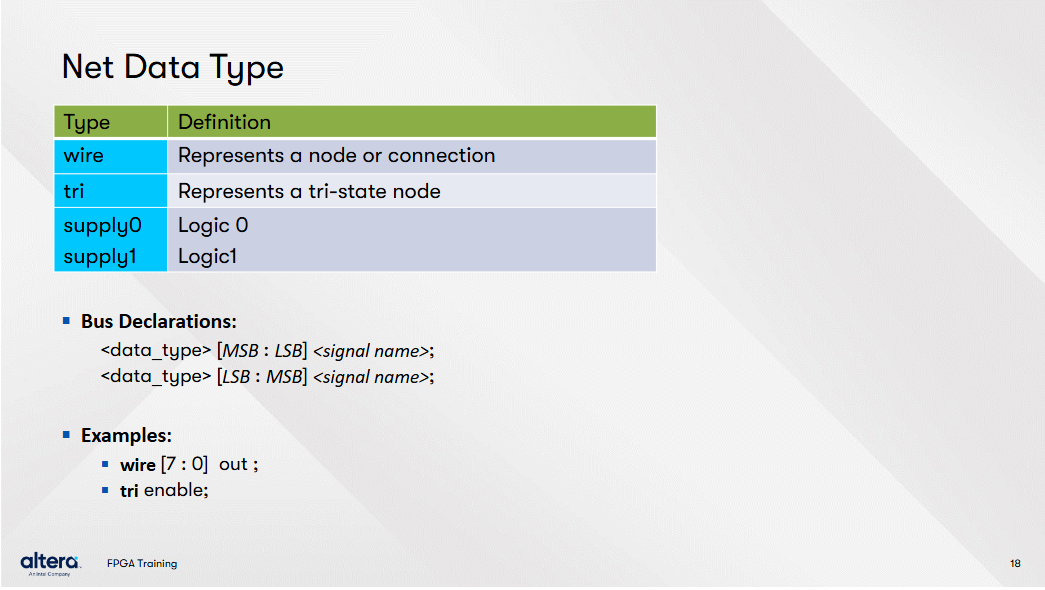 Net Data Type
Type Definition
wire Represents a node or connection
tri Represents a tri-state node
supply0 Logic 0
supply1 Logic1
Bus Declarations:
<data_type> [MSB : LSB] <signal name>;
<data_type> [LSB : MSB] <signal name>;
Examples:
wire [7 : 0] out ;
tri enable;
altera
An Intel Company
FPGA Training
18